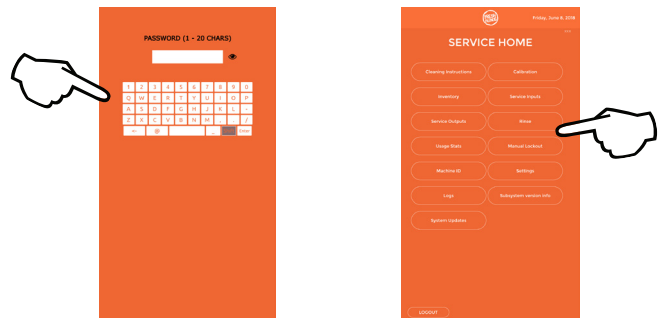 PASSWORD (1 - 20 CHARS)
1 2 3 4 5 6 7 8 9 0
Q W E R T Y U I O P
A S D F G H J K L -
Z X C V B N M /
@ _ Enter
Friday, June 8, 2018
SERVICE HOME
Cleaning Instructions Calibration
Inventory Service Inputs
Service Outputs Rinse
Usage Stats Manual Lockout
Machine ID Settings
Logs Subsystem version info
System Updates
LOGOUT